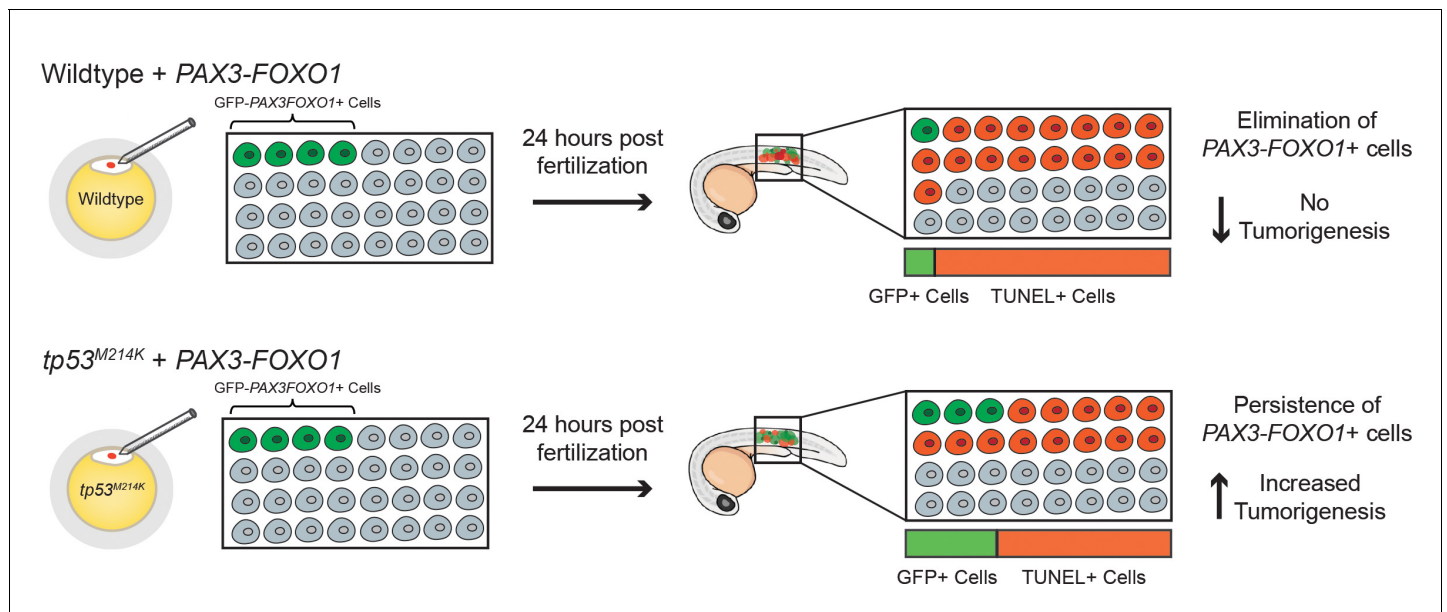 Wildtype + PAX3-FOXO1
GFP-PAX3FOXO1+ Cells
Wildtype
24 hours post
fertilization
GFP+ Cells
TUNEL+ Cells
Elimination of
PAX3-FOXO1+ cells
No
Tumorigenesis
tp53M214K + PAX3-FOXO1
GFP-PAX3FOXO1+ Cells
tp53M214K
24 hours post
fertilization
GFP+ Cells
TUNEL+ Cells
Persistence of
PAX3-FOXO1+ cells
Increased
Tumorigenesis